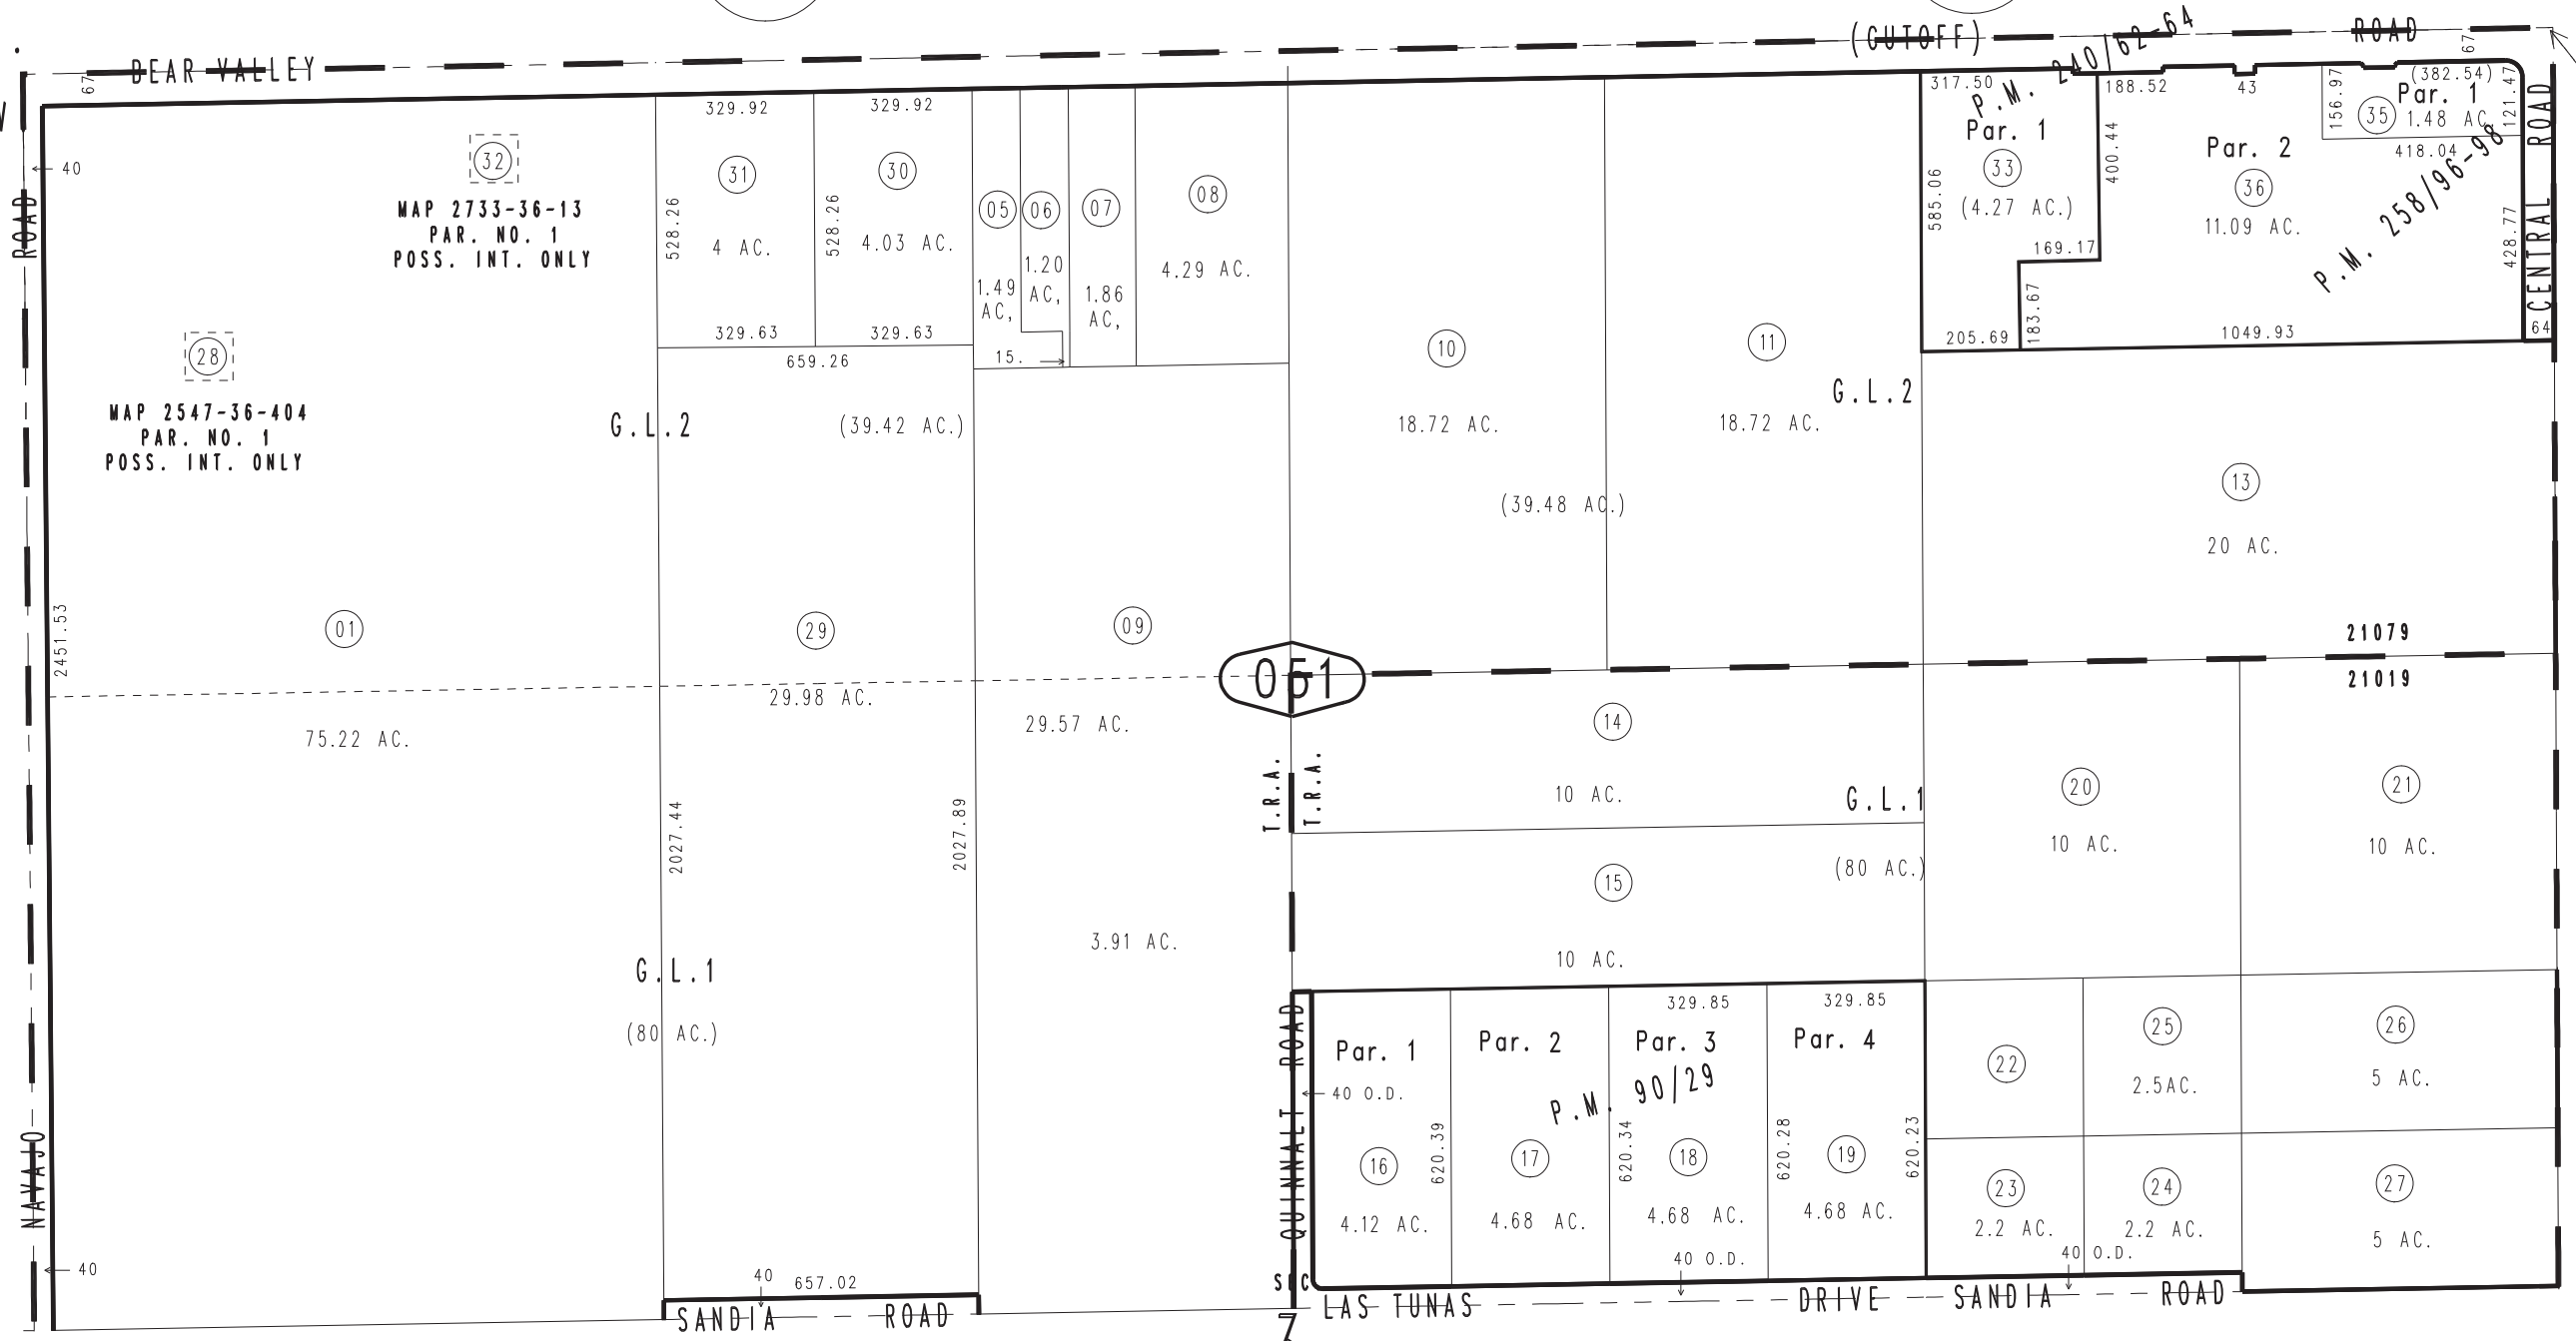 BEAR VALLEY
(CUTOFF)
ROAD
67
67
40
ROAD
NAVAJO
40
2451.53
32
MAP 2733-36-13
PAR. NO. 1
POSS. INT. ONLY
28
MAP 2547-36-404
PAR. NO. 1
POSS. INT. ONLY
01
75.22 AC.
G.L.2
(39.42 AC.)
G.L.1
(80 AC.)
329.92
31
528.26
4 AC.
329.63
329.92
30
528.26
4.03 AC.
329.63
659.26
29
29.98 AC.
2027.44
2027.89
40
657.02
SANDIA ROAD
05
1.49
AC,
06
1.20
AC,
15.
07
1.86
AC,
08
4.29 AC.
09
29.57 AC.
3.91 AC.
051
T.R.A.
T.R.A.
10
18.72 AC.
11
18.72 AC.
G.L.2
(39.48 AC.)
317.50
P.M. 240/62-64
Par. 1
33
(4.27 AC.)
585.06
400.44
169.17
183.67
205.69
188.52
43
Par. 2
36
11.09 AC.
1049.93
156.97
(382.54)
Par. 1
35
1.48 AC.
121.47
418.04
P.M. 258/96-98
428.77
64
CENTRAL ROAD
13
20 AC.
21079
21019
14
10 AC.
G.L.1
(80 AC.)
15
10 AC.
20
10 AC.
21
10 AC.
QUINNALT ROAD
40 O.D.
Par. 1
16
4.12 AC.
620.39
Par. 2
17
4.68 AC.
P.M. 90/29
329.85
Par. 3
620.34
18
4.68 AC.
40 O.D.
329.85
Par. 4
620.28
19
4.68 AC.
620.23
22
25
2.5AC.
26
5 AC.
23
2.2 AC.
24
2.2 AC.
40 O.D.
27
5 AC.
SEC
7
LAS TUNAS DRIVE
SANDIA ROAD